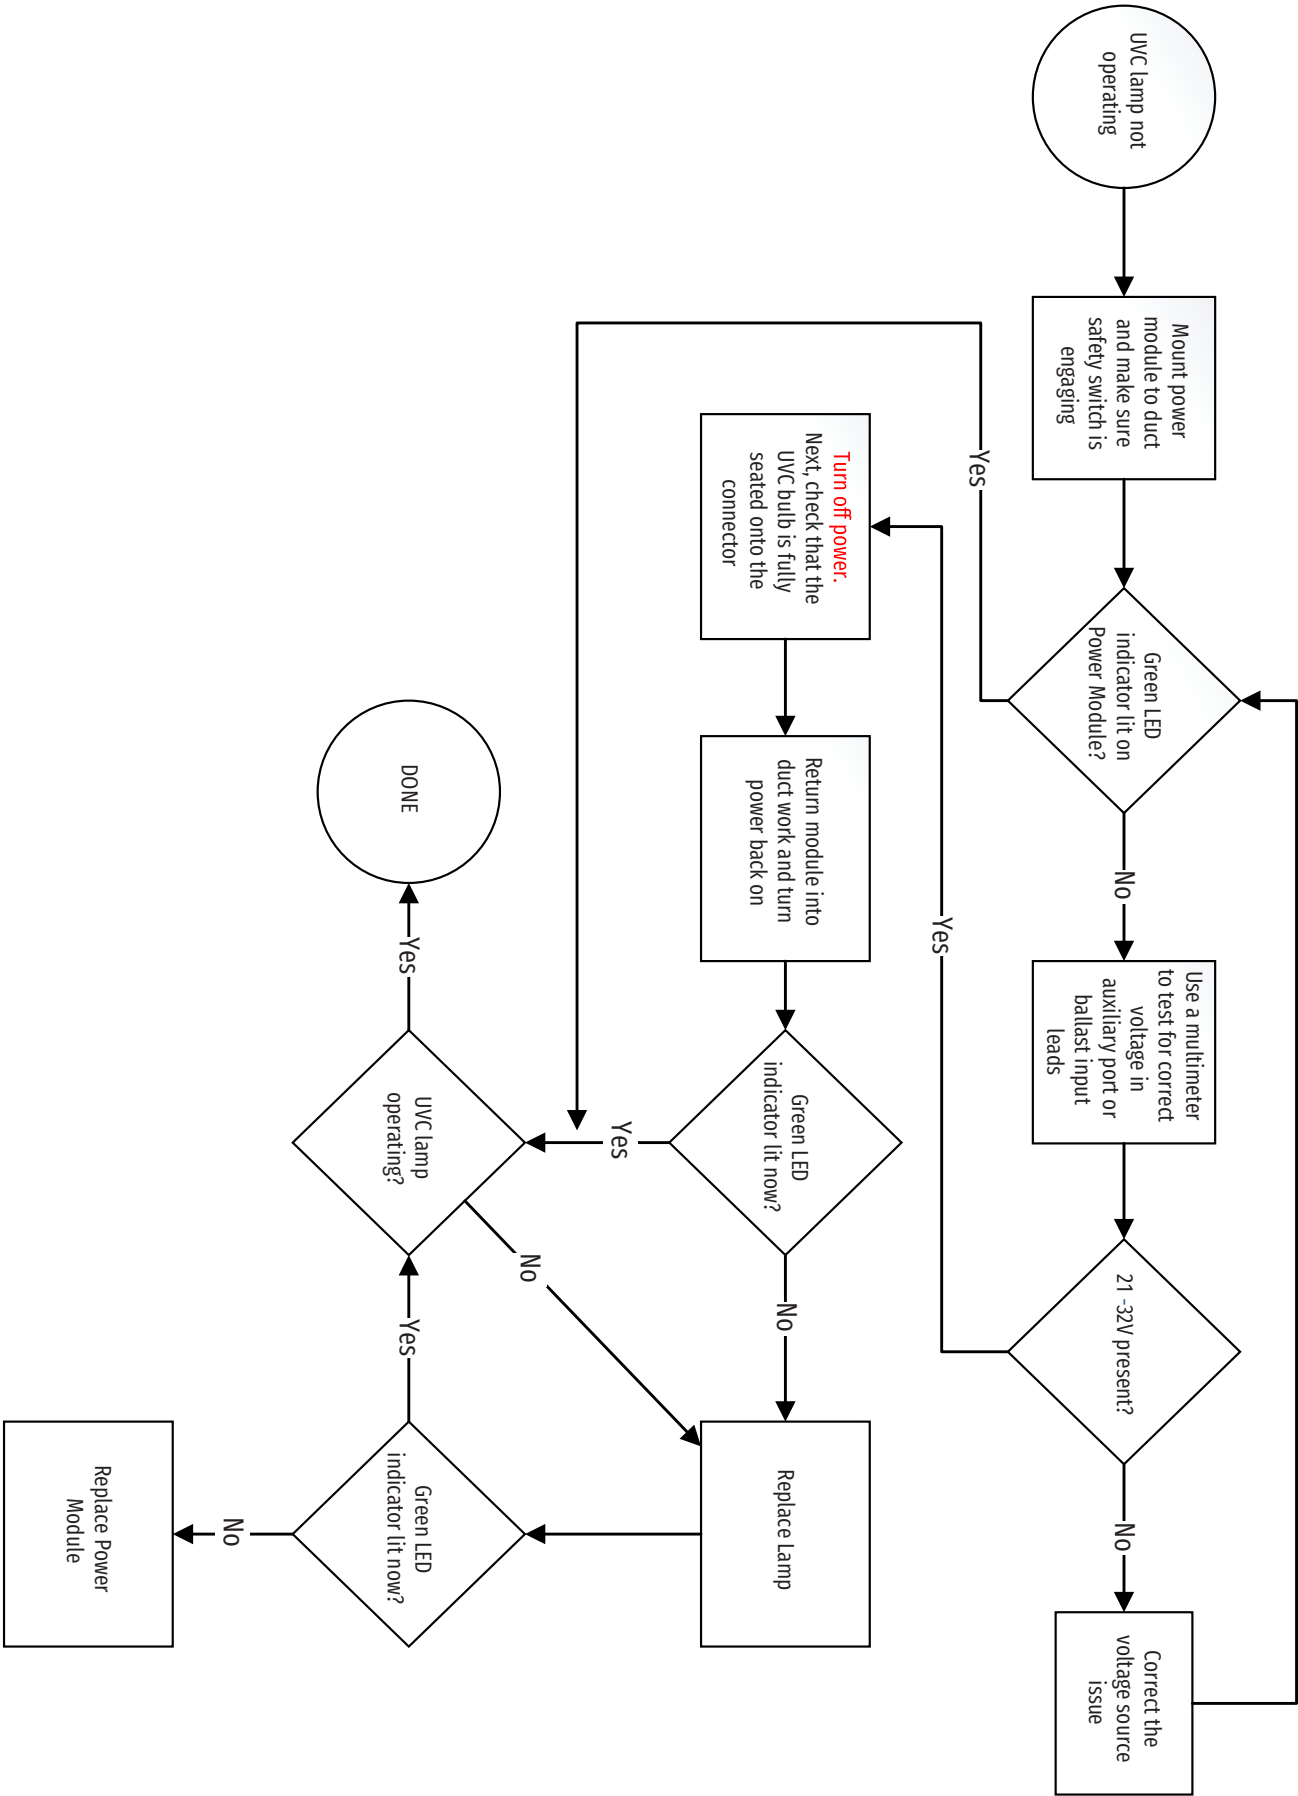 UVC lamp not
operating
Mount power
module to duct
and make sure
safety switch is
engaging
Green LED
indicator lit on
Power Module?
No
Use a multimeter
to test for correct
voltage in
auxiliary port or
ballast input
leads
21 -32V present?
No
Correct the
voltage source
issue
Yes
Yes
Turn off power.
Next, check that the
UVC bulb is fully
seated onto the
connector
Return module into
duct work and turn
power back on
Green LED
indicator lit now?
No
Replace Lamp
Yes
No
DONE
Yes
UVC lamp
operating?
Yes
Green LED
indicator lit now?
No
Replace Power
Module